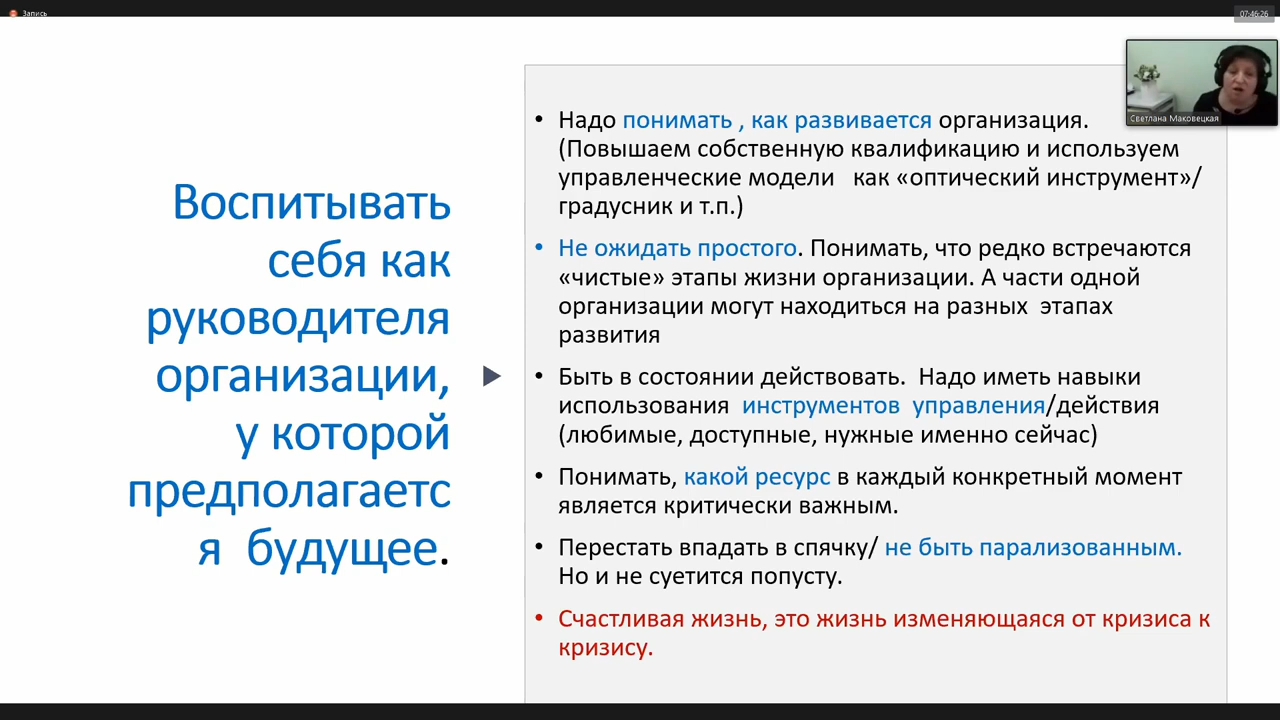 Запись
07:46:26
Светлана Маковецкая
Воспитывать
себя как
руководителя
организации,
у которой
предполагаетс
я будущее.
• Надо понимать , как развивается организация.
(Повышаем собственную квалификацию и используем
управленческие модели как «оптический инструмент»/
градусник и т.п.)
• Не ожидать простого. Понимать, что редко встречаются
«чистые» этапы жизни организации. А части одной
организации могут находиться на разных этапах
развития
• Быть в состоянии действовать. Надо иметь навыки
использования инструментов управления/действия
(любимые, доступные, нужные именно сейчас)
• Понимать, какой ресурс в каждый конкретный момент
является критически важным.
• Перестать впадать в спячку/ не быть парализованным.
Но и не суетится попусту.
• Счастливая жизнь, это жизнь изменяющаяся от кризиса к
кризису.